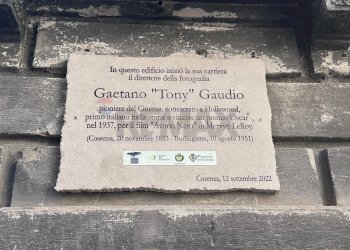 In questo edificio iniziò la sua carriera
il direttore della fotografia
Gaetano "Tony" Gaudio
pioniere del Cinema, consacrato a Hollywood,
primo italiano nella storia a vincere un premio Oscar
nel 1937, per il film "Avorio Nero" di Mervyn LeRoy.
(Cosenza, 20 novembre 1883 - Burlingame, 10 agosto 1951)
Cosenza, 12 settembre 2022